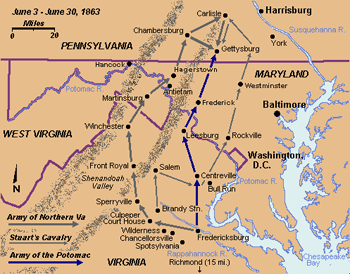 June 3 - June 30, 1863
0 20
Miles
Carlisle
Harrisburg
Susquehanna R.
Chambersburg
Gettysburg
York
PENNSYLVANIA
Hancock
Hagerstown
MARYLAND
Potomac R.
Antietam
Westminster
Martinsburg
Frederick
Baltimore
WEST VIRGINIA
Winchester
Leesburg
Rockville
Washington,
D.C.
Front Royal
Salem
Centreville
Potomac R.
Shenandoah
Valley
Bull Run
N
Sperryville
Brandy Stn.
Army of Northern Va
Culpeper
Court House
Stuart's Cavalry
Wilderness
Fredericksburg
Chancellorsville
Army of the Potomac
Spotsylvania
Rappahannock R.
Chesapeake
Bay
VIRGINIA
Richmond (15 mi.)